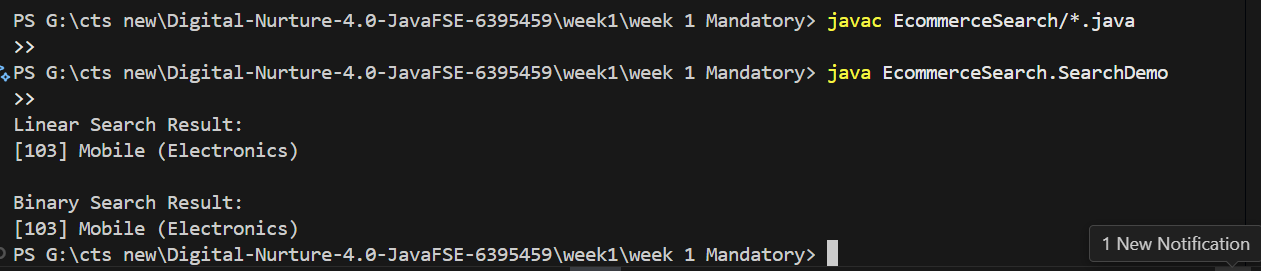 PS G:\cts new\Digital-Nurture-4.0-JavaFSE-6395459\week1\week 1 Mandatory> javac EcommerceSearch/*.java
>>
PS G:\cts new\Digital-Nurture-4.0-JavaFSE-6395459\week1\week 1 Mandatory> java EcommerceSearch.SearchDemo
>>
Linear Search Result:
[103] Mobile (Electronics)

Binary Search Result:
[103] Mobile (Electronics)
PS G:\cts new\Digital-Nurture-4.0-JavaFSE-6395459\week1\week 1 Mandatory>
1 New Notification